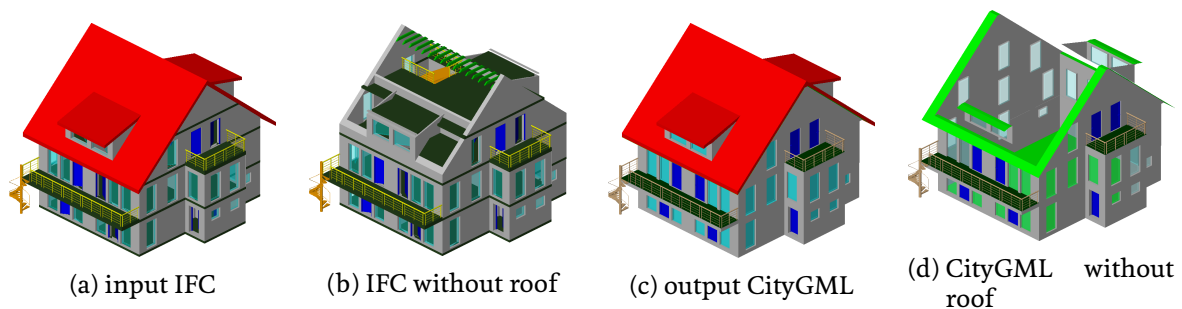 (a) input IFC
(b) IFC without roof
(c) output CityGML
(d) CityGML without
roof